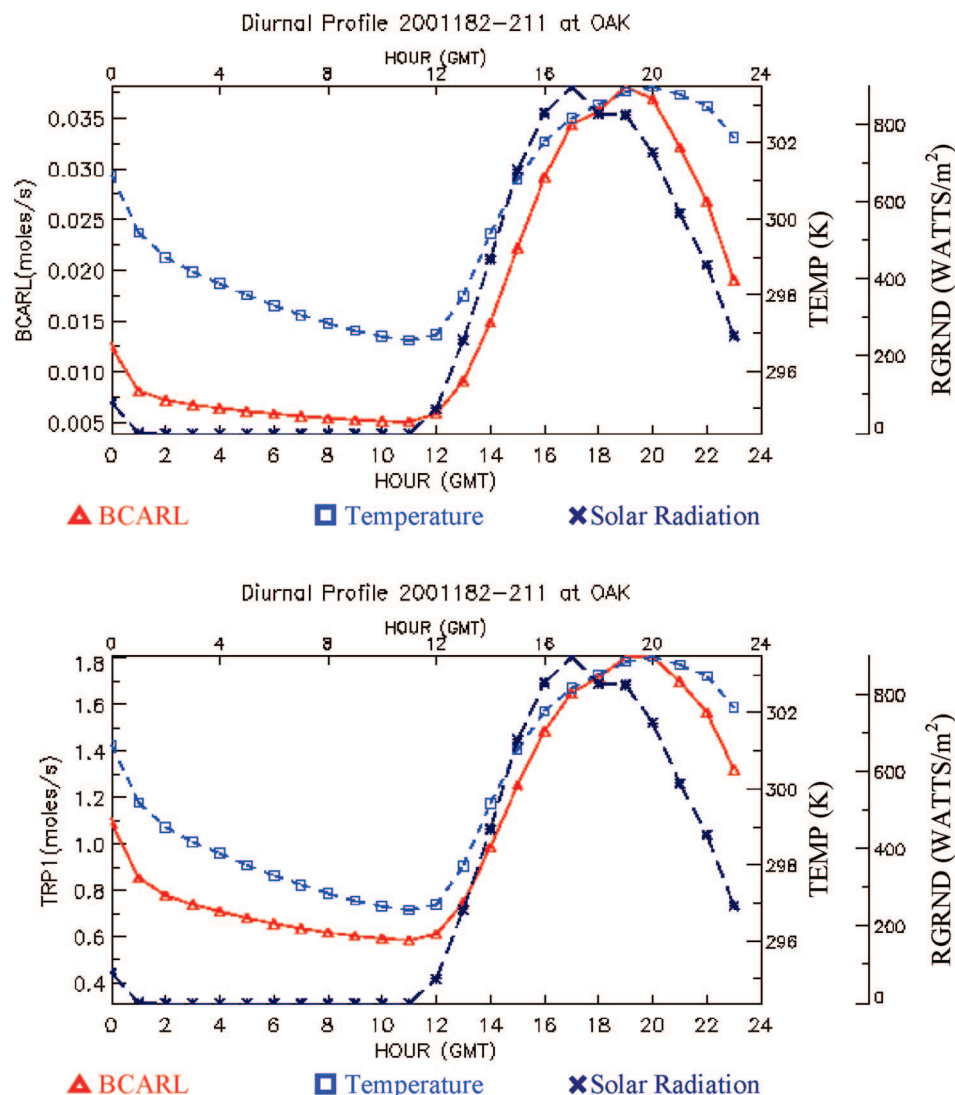 Diurnal Profile 2001182-211 at OAK
HOUR (GMT)
0 4 8 12 16 20 24
BCARL(moles/s)
0.035
0.030
0.025
0.020
0.015
0.010
0.005
TEMP (K)
302
300
298
296
RGRND (WATTS/m²)
800
600
400
200
0
0 2 4 6 8 10 12 14 16 18 20 22 24
HOUR (GMT)
BCARL Temperature Solar Radiation
Diurnal Profile 2001182-211 at OAK
HOUR (GMT)
0 4 8 12 16 20 24
TRP1(moles/s)
1.8
1.6
1.4
1.2
1.0
0.8
0.6
0.4
TEMP (K)
302
300
298
296
RGRND (WATTS/m²)
800
600
400
200
0
0 2 4 6 8 10 12 14 16 18 20 22 24
HOUR (GMT)
BCARL Temperature Solar Radiation